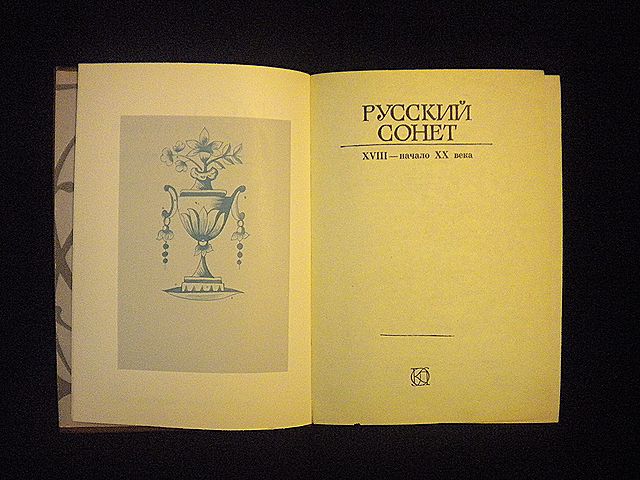 РУССКИЙ
СОНЕТ
XVIII — начало XX века